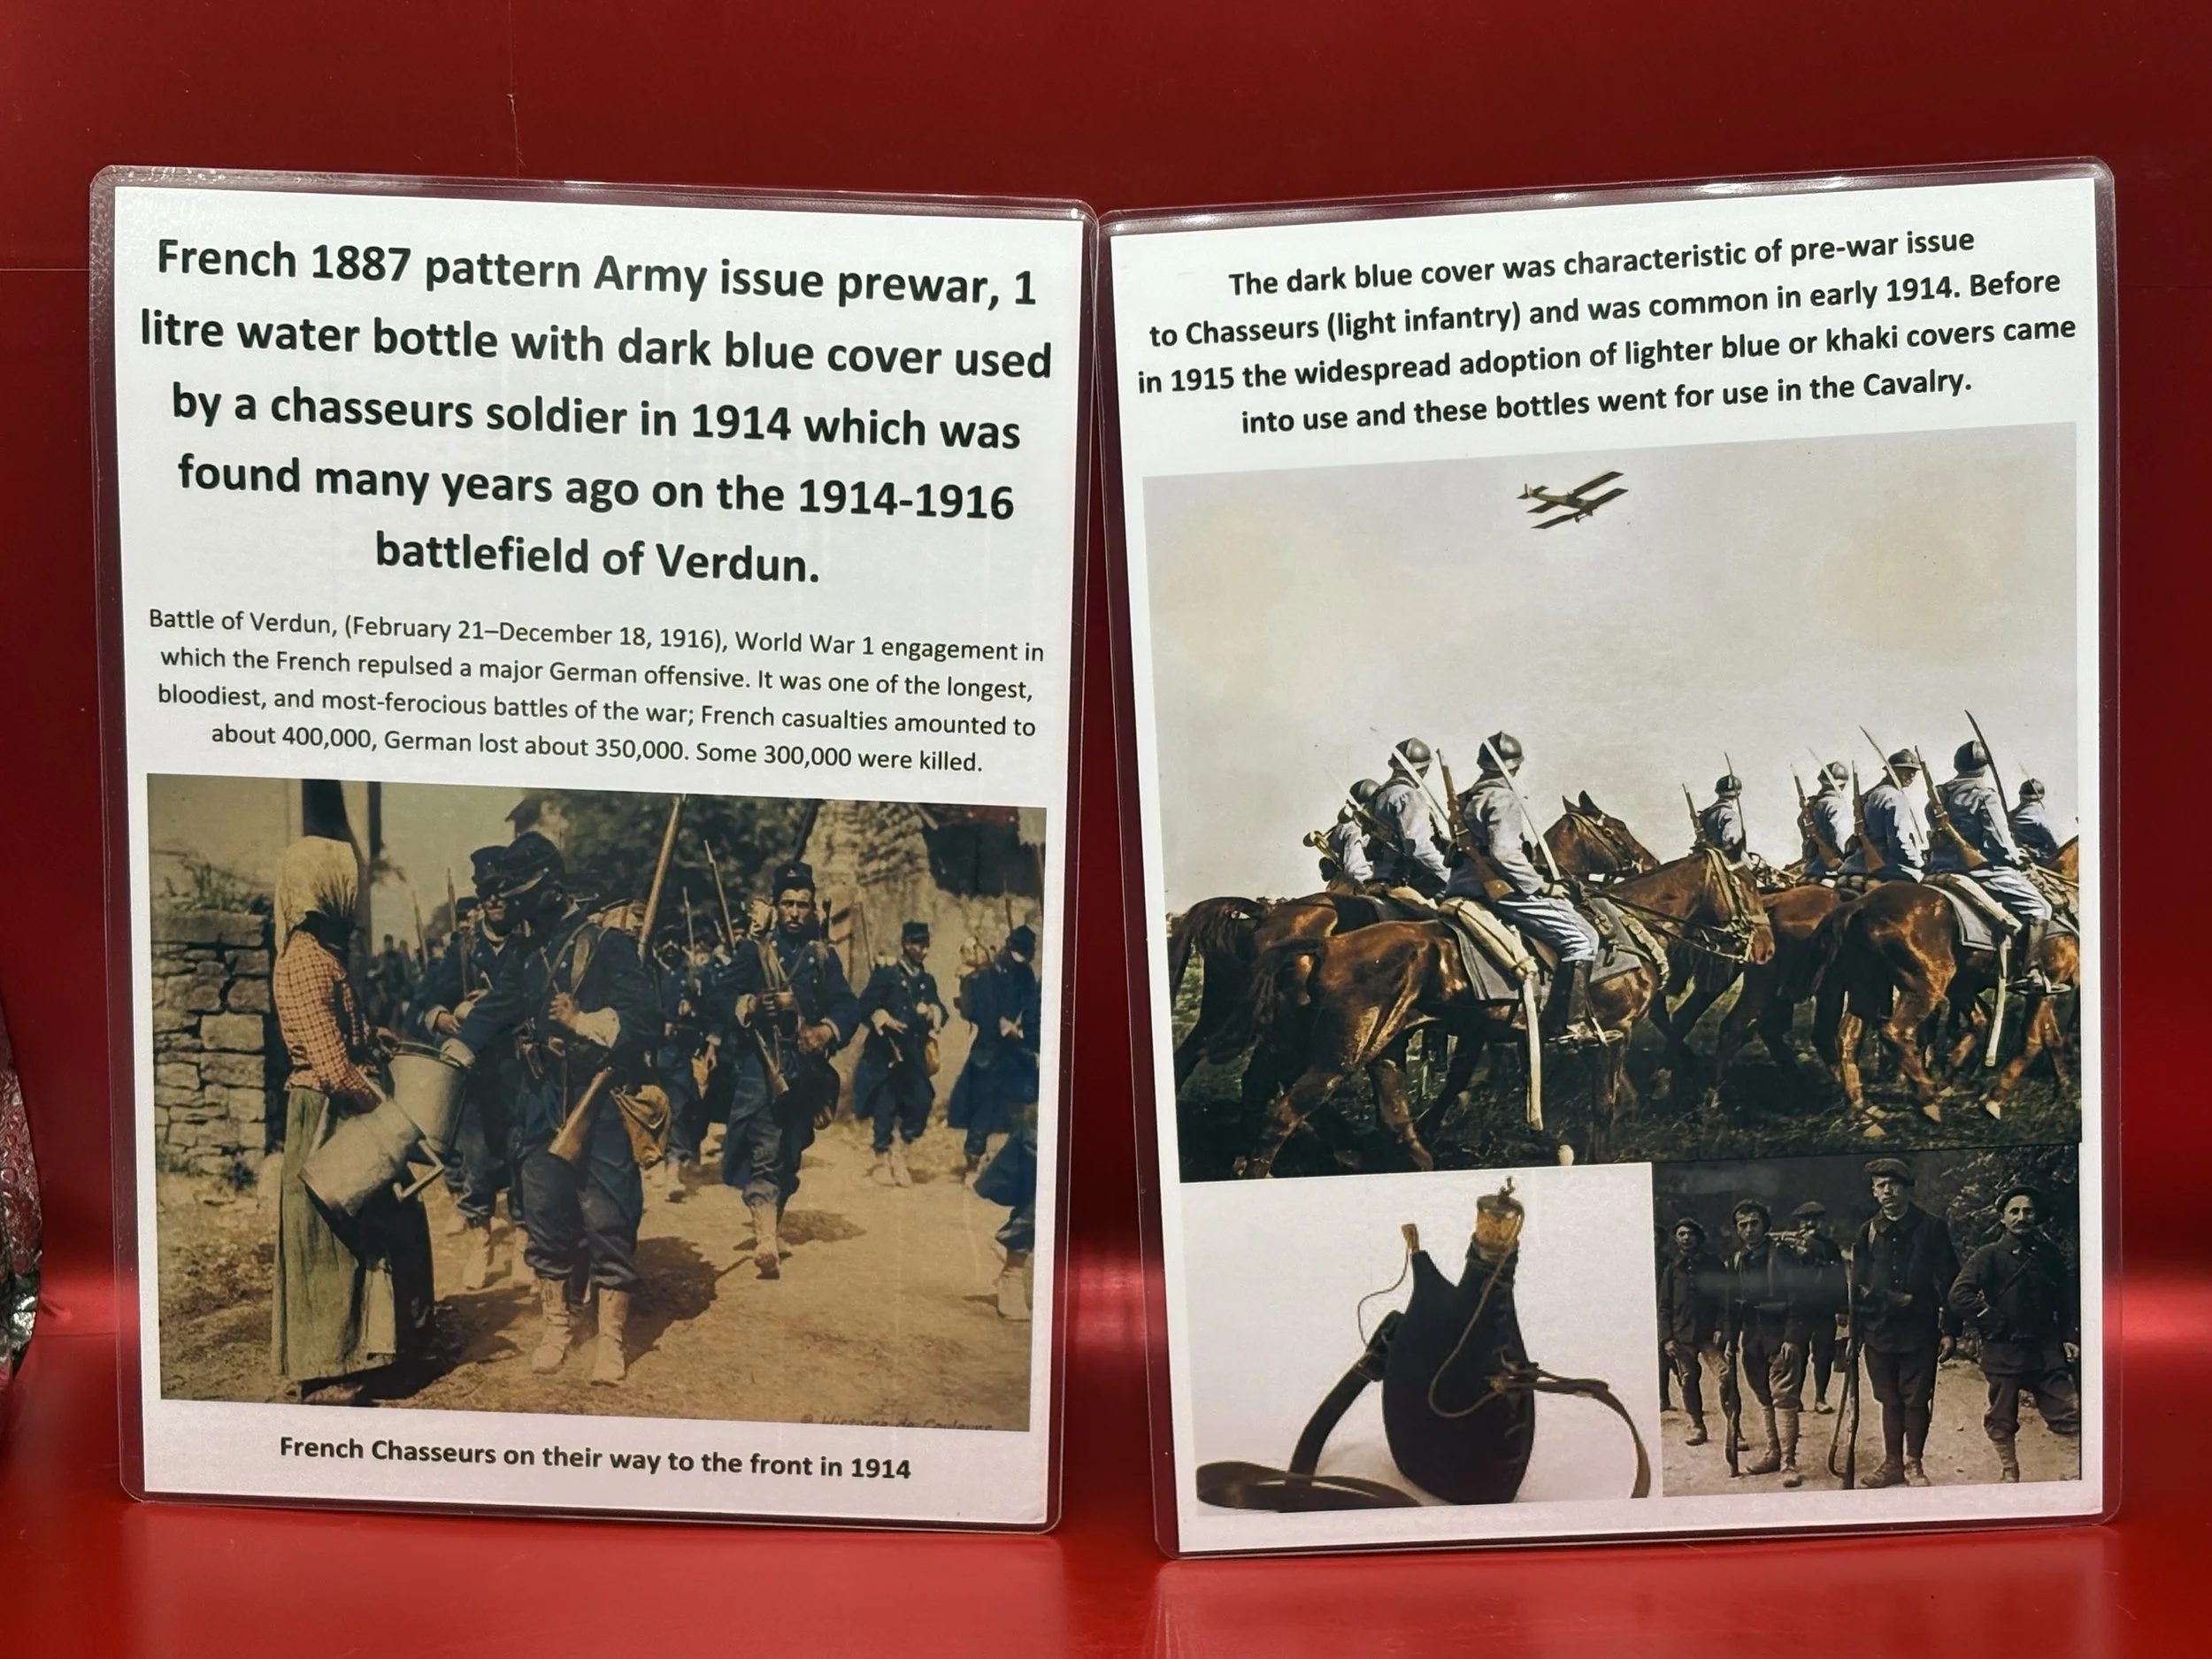 French 1887 pattern Army issue prewar, 1
litre water bottle with dark blue cover used
by a chasseurs soldier in 1914 which was
found many years ago on the 1914-1916
battlefield of Verdun.
Battle of Verdun, (February 21–December 18, 1916), World War 1 engagement in
which the French repulsed a major German offensive. It was one of the longest,
bloodiest, and most-ferocious battles of the war; French casualties amounted to
about 400,000, German lost about 350,000. Some 300,000 were killed.
French Chasseurs on their way to the front in 1914
The dark blue cover was characteristic of pre-war issue
to Chasseurs (light infantry) and was common in early 1914. Before
in 1915 the widespread adoption of lighter blue or khaki covers came
into use and these bottles went for use in the Cavalry.